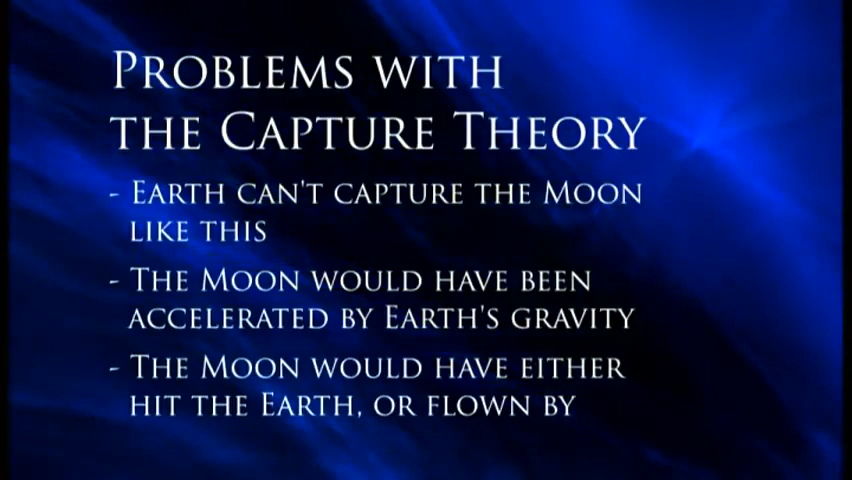 Problems with
the Capture Theory
- Earth can't capture the Moon
like this
- The Moon would have been
accelerated by Earth's gravity
- The Moon would have either
hit the Earth, or flown by